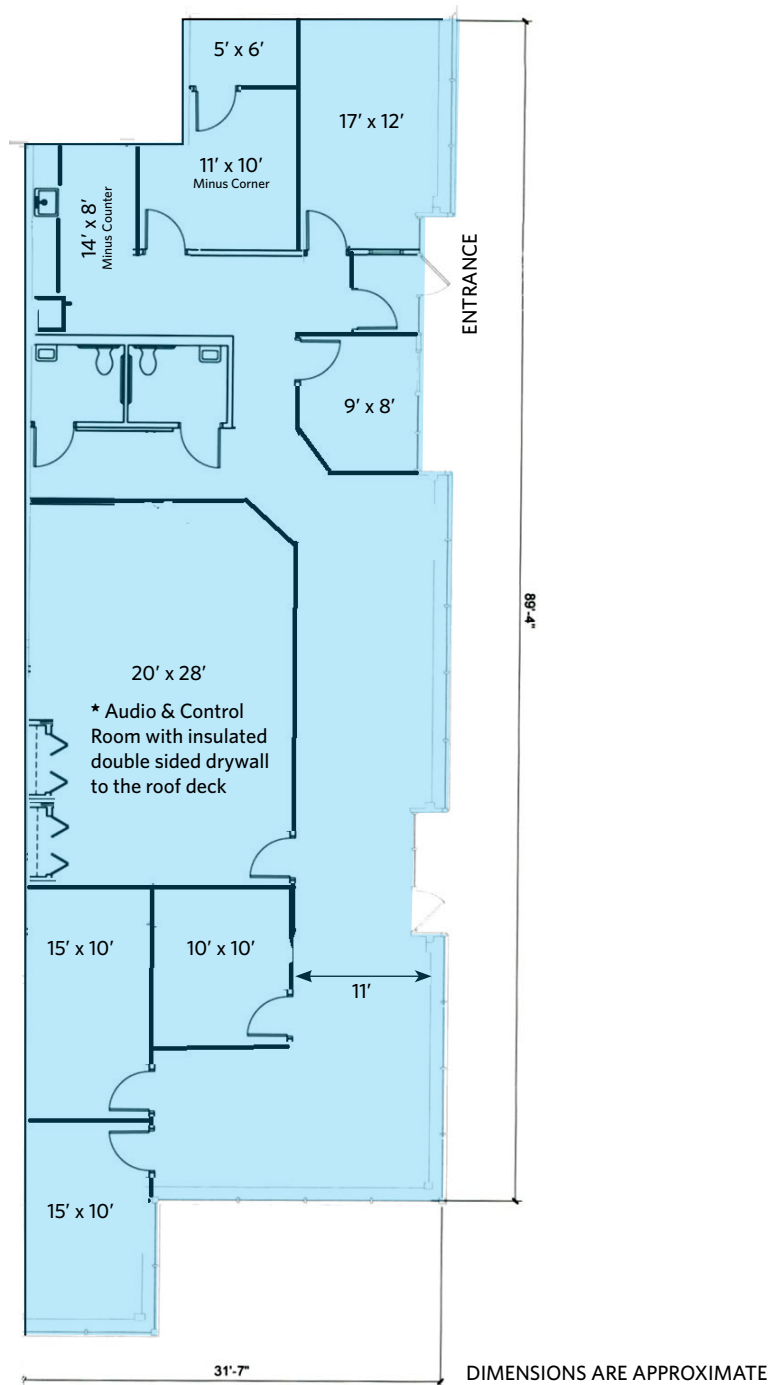 5’ x 6’
17’ x 12’
11’ x 10’
Minus Corner
14’ x 8’
Minus Counter
ENTRANCE
9’ x 8’
89'-4"
20’ x 28’
* Audio & Control
Room with insulated
double sided drywall
to the roof deck
15’ x 10’
10’ x 10’
11’
15’ x 10’
31'-7"
DIMENSIONS ARE APPROXIMATE